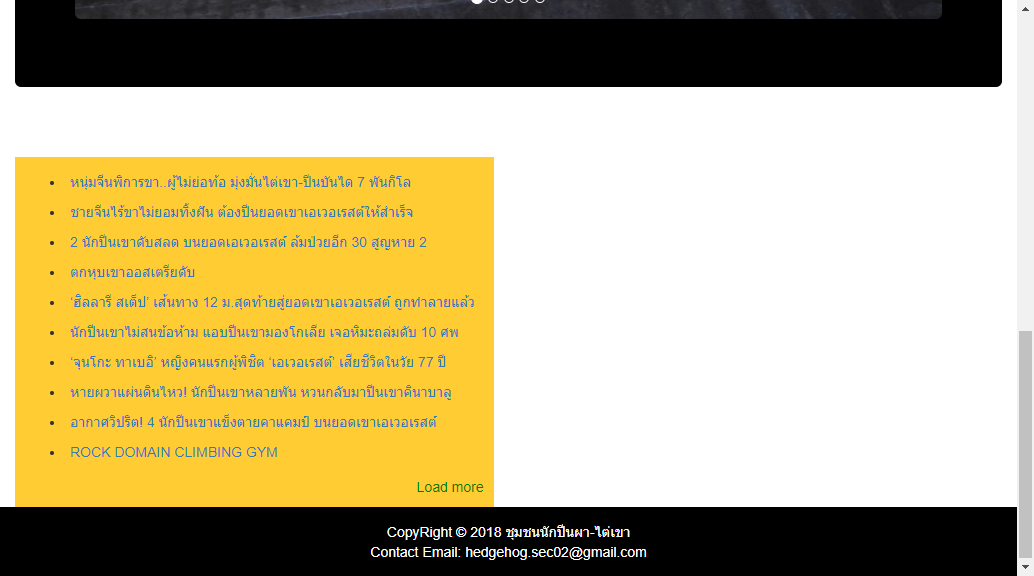 หนุ่มจีนพิการขา..ผู้ไม่ย่อท้อ มุ่งมั่นไต่เขา-ปีนบันได 7 พันกิโล
ชายจีนไร้ขาไม่ยอมทิ้งฝัน ต้องปีนยอดเขาเอเวอเรสต์ให้สำเร็จ
2 นักปีนเขาดับสลด บนยอดเอเวอเรสต์ ล้มป่วยอีก 30 สูญหาย 2
ตกหุบเขาออสเตรียดับ
‘ฮิลลารี สเต็ป’ เส้นทาง 12 ม.สุดท้ายสู่ยอดเขาเอเวอเรสต์ ถูกทำลายแล้ว
นักปีนเขาไม่สนข้อห้าม แอบปีนเขามองโกเลีย เจอหิมะถล่มดับ 10 ศพ
‘จุนโกะ ทาเบอิ’ หญิงคนแรกผู้พิชิต ‘เอเวอเรสต์’ เสียชีวิตในวัย 77 ปี
หายผวาแผ่นดินไหว! นักปีนเขาหลายพัน หวนกลับมาปีนเขาคินาบาลู
อากาศวิปริต! 4 นักปีนเขาแข็งตายคาแคมป์ บนยอดเขาเอเวอเรสต์
ROCK DOMAIN CLIMBING GYM
Load more
CopyRight © 2018 ชุมชนนักปีนผา-ไต่เขา
Contact Email: hedgehog.sec02@gmail.com